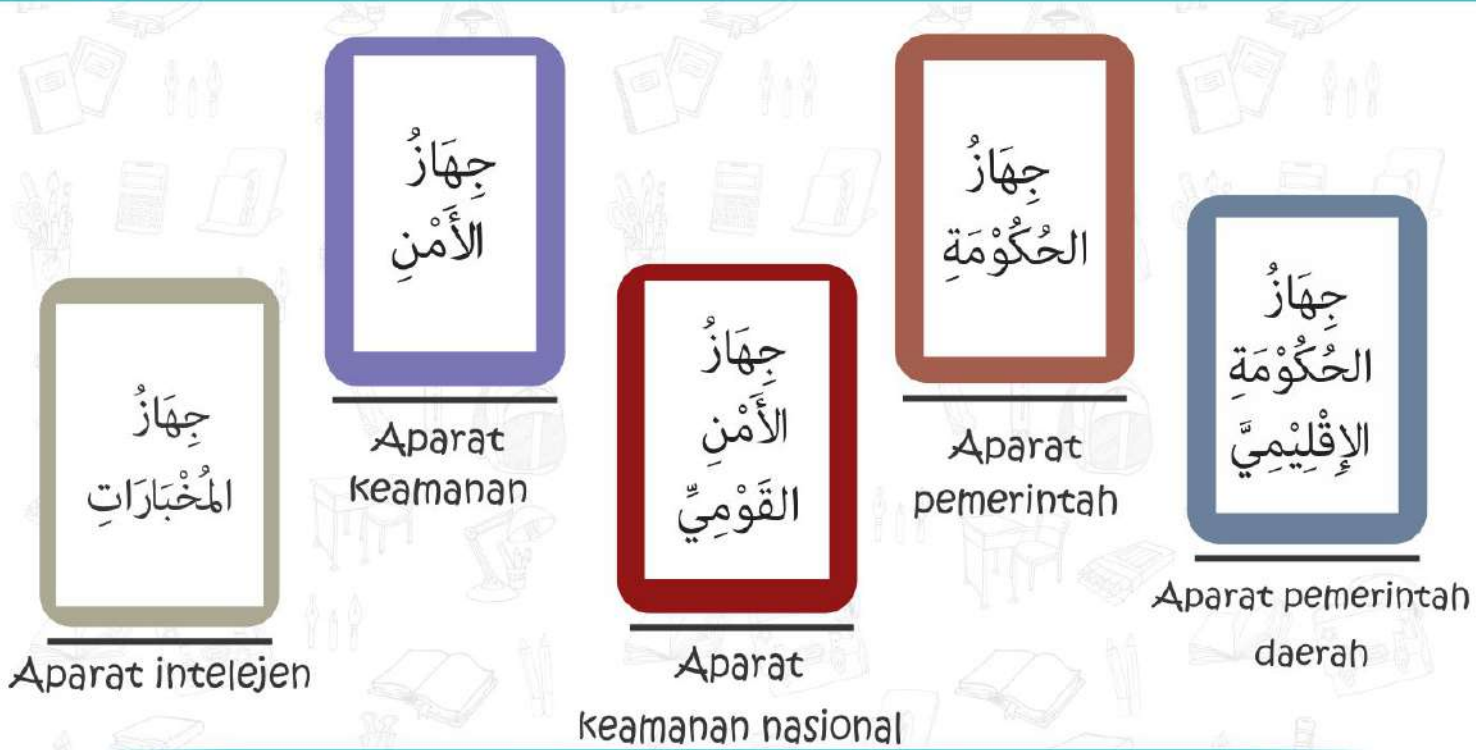 جِهَازُ
المُخْبَارَاتِ
Aparat intelejen
جِهَازُ
الأَمْنِ
Aparat
keamanan
جِهَازُ
الأَمْنِ
القَوْمِيِّ
Aparat
keamanan nasional
جِهَازُ
الحُكُوْمَةِ
Aparat
pemerintah
جِهَازُ
الحُكُوْمَةِ
الإِقْلِيْمِيَّ
Aparat pemerintah
daerah